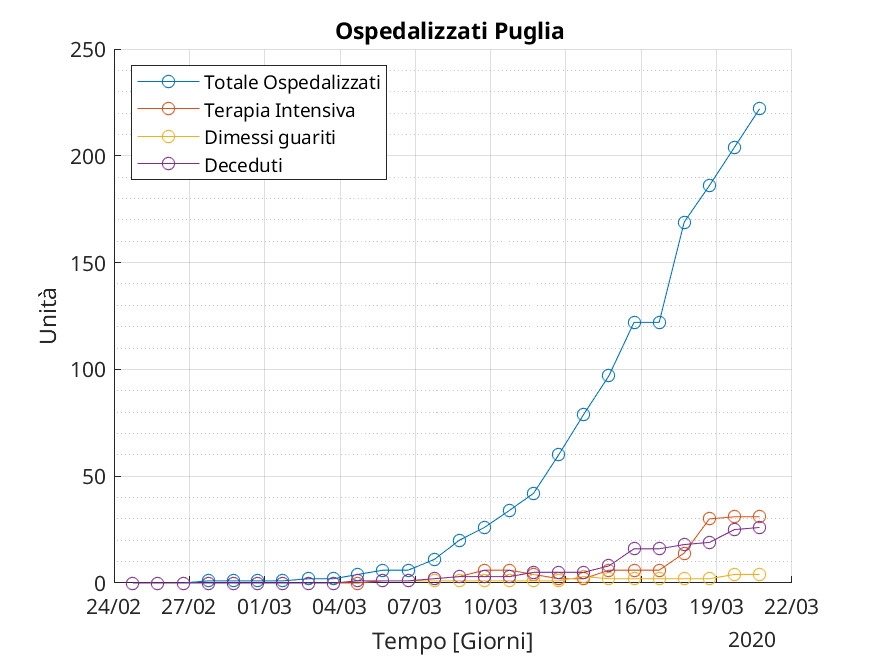 Ospedalizzati Puglia
250
200
150
100
50
0
Unità
Totale Ospedalizzati
Terapia Intensiva
Dimessi guariti
Deceduti
24/02 27/02 01/03 04/03 07/03 10/03 13/03 16/03 19/03 22/03
Tempo [Giorni]
2020